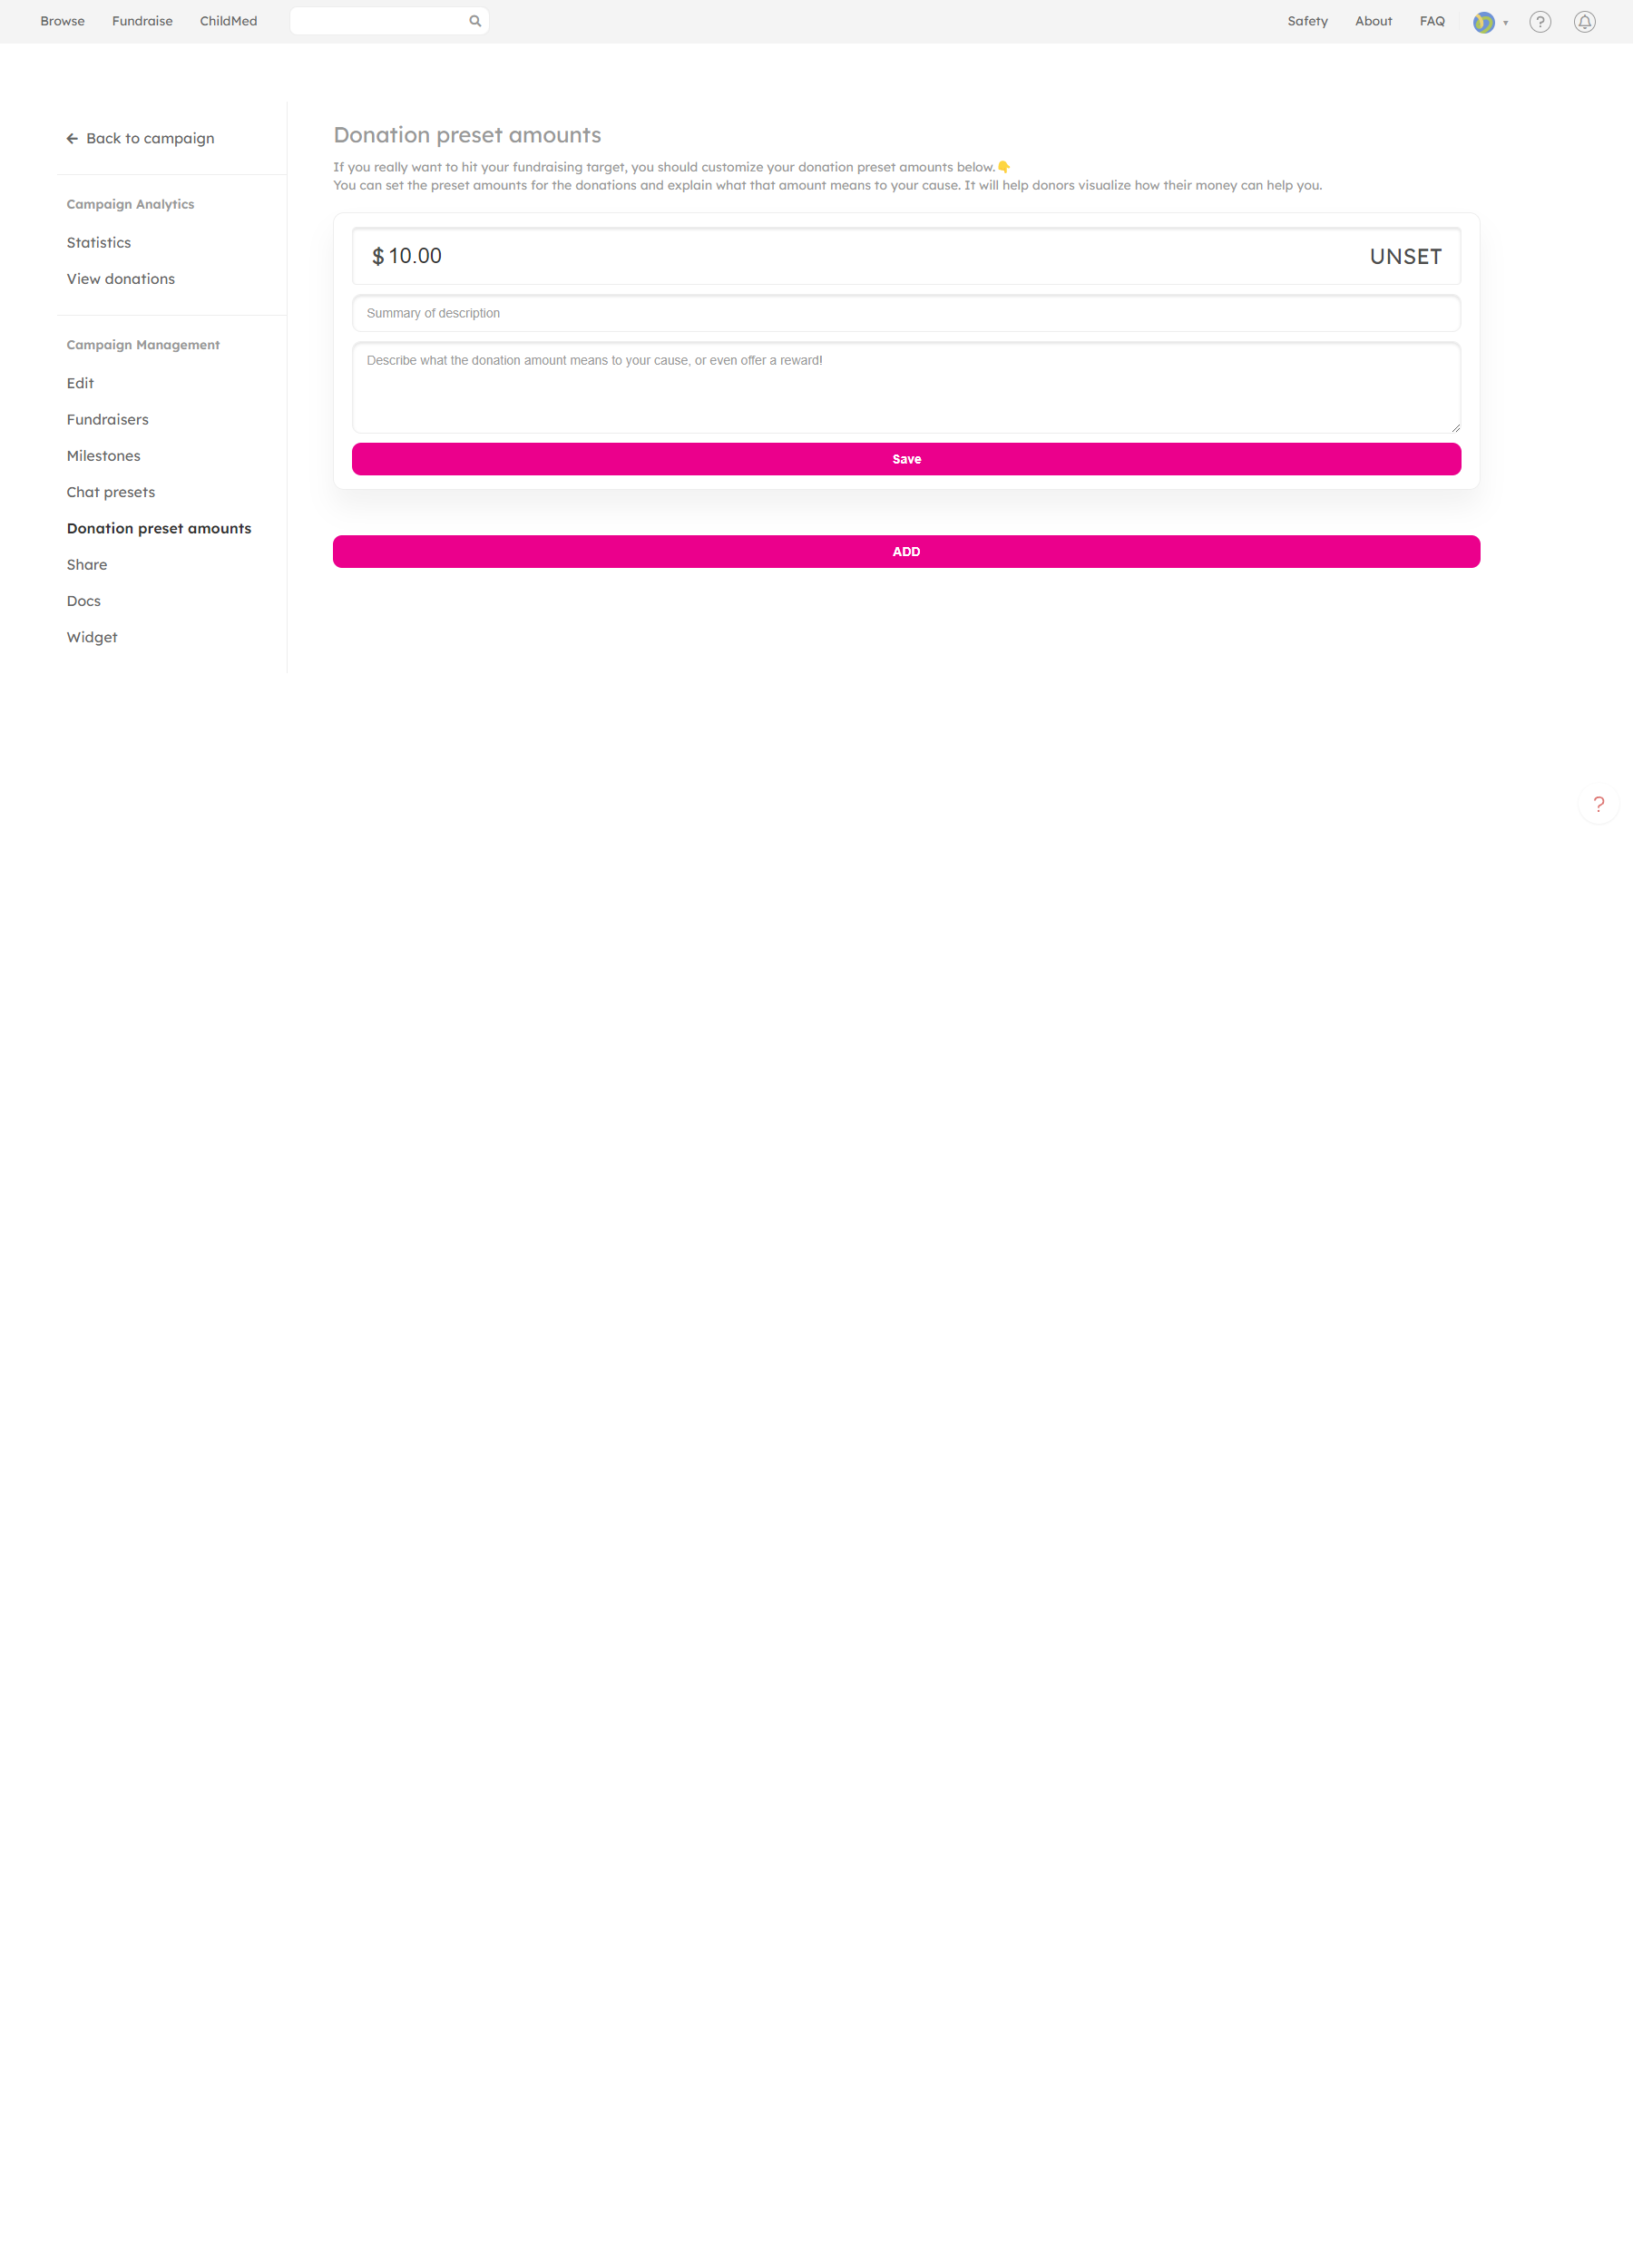 Browse Fundraise ChildMed Safety About FAQ
Back to campaign
Campaign Analytics
Statistics
View donations
Campaign Management
Edit
Fundraisers
Milestones
Chat presets
Donation preset amounts
Share
Docs
Widget
Donation preset amounts
If you really want to hit your fundraising target, you should customize your donation preset amounts below.👇
You can set the preset amounts for the donations and explain what that amount means to your cause. It will help donors visualize how their money can help you.
$ 10.00 UNSET
Summary of description
Describe what the donation amount means to your cause, or even offer a reward!
Save
ADD
?